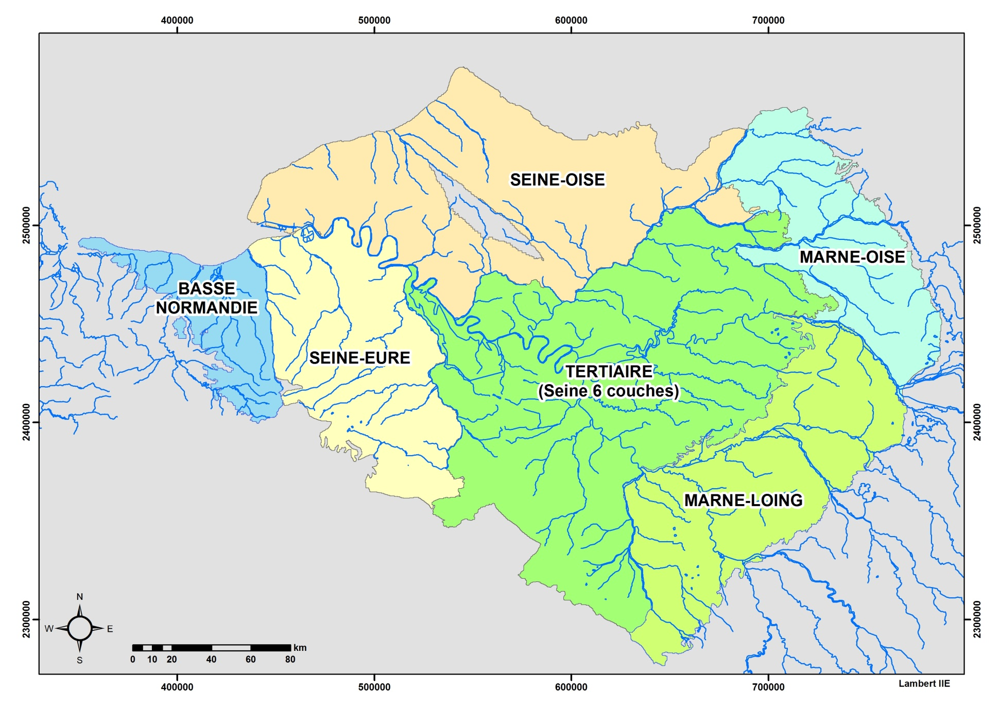 400000 500000 600000 700000
SEINE-OISE
2500000 2500000
MARNE-OISE
BASSE
NORMANDIE
SEINE-EURE
TERTIAIRE
(Seine 6 couches)
2400000 2400000
MARNE-LOING
N
W E
S
2300000 2300000
km
0 10 20 40 60 80
400000 500000 600000 700000
Lambert IIE